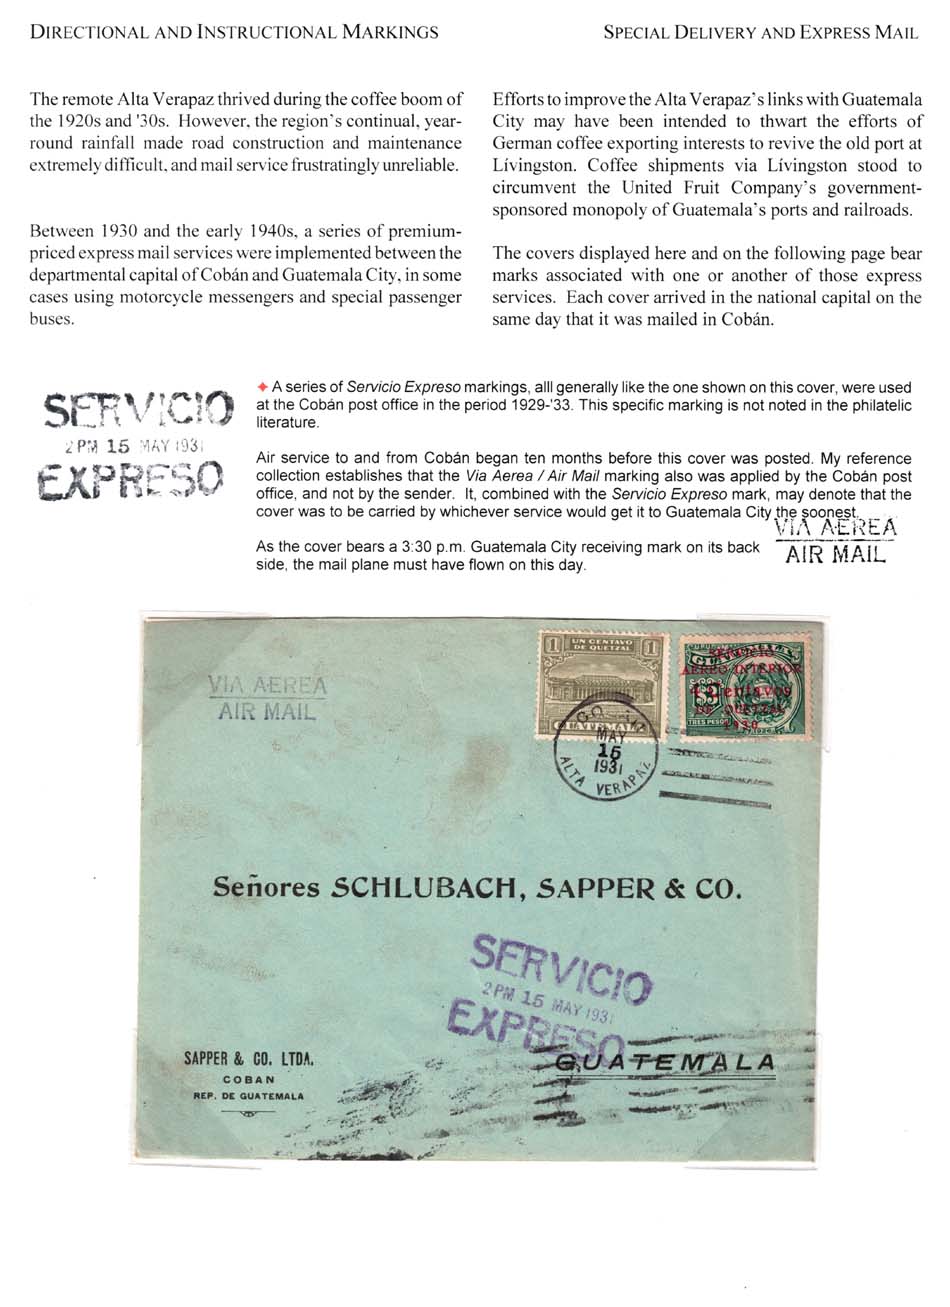 DIRECTIONAL AND INSTRUCTIONAL MARKINGS
SPECIAL DELIVERY AND EXPRESS MAIL
The remote Alta Verapaz thrived during the coffee boom of
the 1920s and '30s. However, the region's continual, year-
round rainfall made road construction and maintenance
extremely difficult, and mail service frustratingly unreliable.
Between 1930 and the early 1940s, a series of premium-
priced express mail services were implemented between the
departmental capital of Cobán and Guatemala City, in some
cases using motorcycle messengers and special passenger
buses.
Efforts to improve the Alta Verapaz's links with Guatemala
City may have been intended to thwart the efforts of
German coffee exporting interests to revive the old port at
Lívingston. Coffee shipments via Lívingston stood to
circumvent the United Fruit Company's government-
sponsored monopoly of Guatemala's ports and railroads.
The covers displayed here and on the following page bear
marks associated with one or another of those express
services. Each cover arrived in the national capital on the
same day that it was mailed in Cobán.
SERVICIO
2 PM 15 MAY 1931
EXPRESO
A series of Servicio Expreso markings, alll generally like the one shown on this cover, were used
at the Cobán post office in the period 1929-'33. This specific marking is not noted in the philatelic
literature.
Air service to and from Cobán began ten months before this cover was posted. My reference
collection establishes that the Via Aerea / Air Mail marking also was applied by the Cobán post
office, and not by the sender. It, combined with the Servicio Expreso mark, may denote that the
cover was to be carried by whichever service would get it to Guatemala City the soonest.
As the cover bears a 3:30 p.m. Guatemala City receiving mark on its back
side, the mail plane must have flown on this day.
VIA AEREA
AIR MAIL
VIA AEREA
AIR MAIL
1 UN CENTAVO 1
DE QUETZAL
GUATEMALA
GUATEMALA
SERVICIO
AEREO INTERIOR
4 Centavos
DE QUETZAL
1930
$3
TRES PESOS
MAY
15
1931
ALTA VERAPAZ
Señores SCHLUBACH, SAPPER & CO.
SERVICIO
2 PM 15 MAY 1931
EXPRESO
GUATEMALA
SAPPER & CO. LTDA.
COBAN
REP. DE GUATEMALA